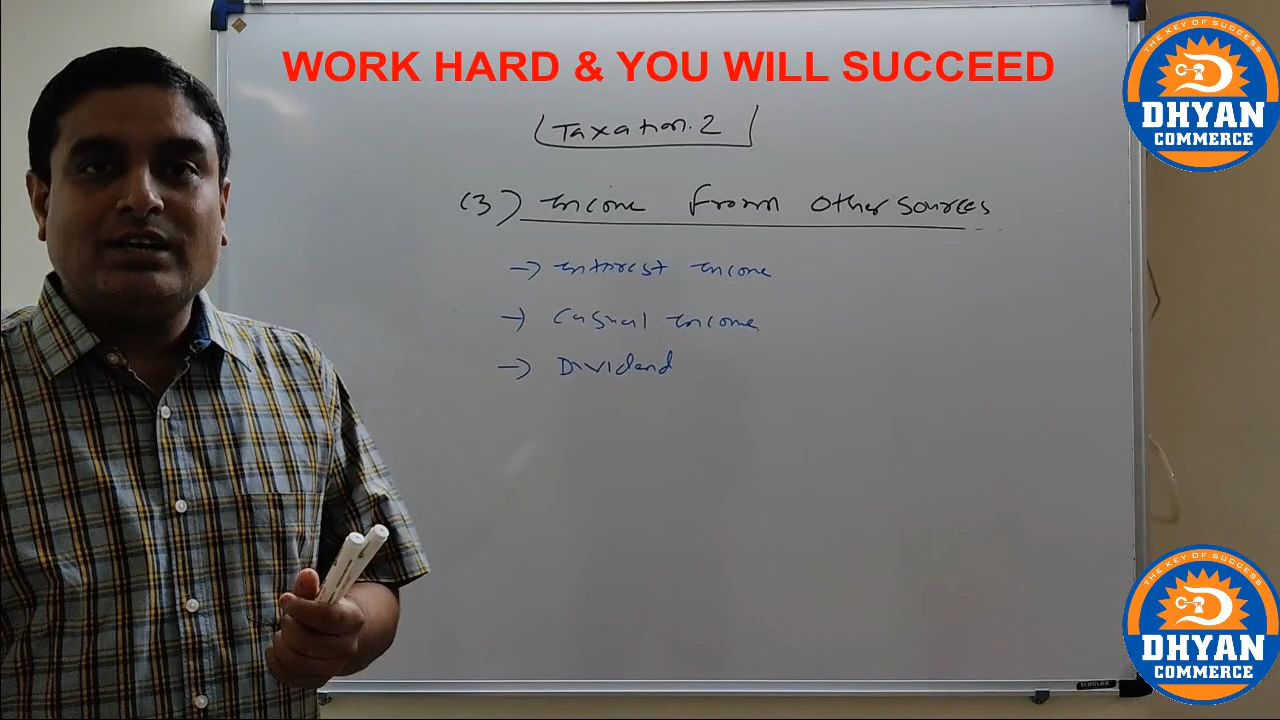 WORK HARD & YOU WILL SUCCEED
THE KEY OF SUCCESS
DHYAN
COMMERCE
Taxation. 2
(3) Income From Other Sources
→ Interest Income
→ Casual Income
→ Dividend
THE KEY OF SUCCESS
DHYAN
COMMERCE
SCHOLAR